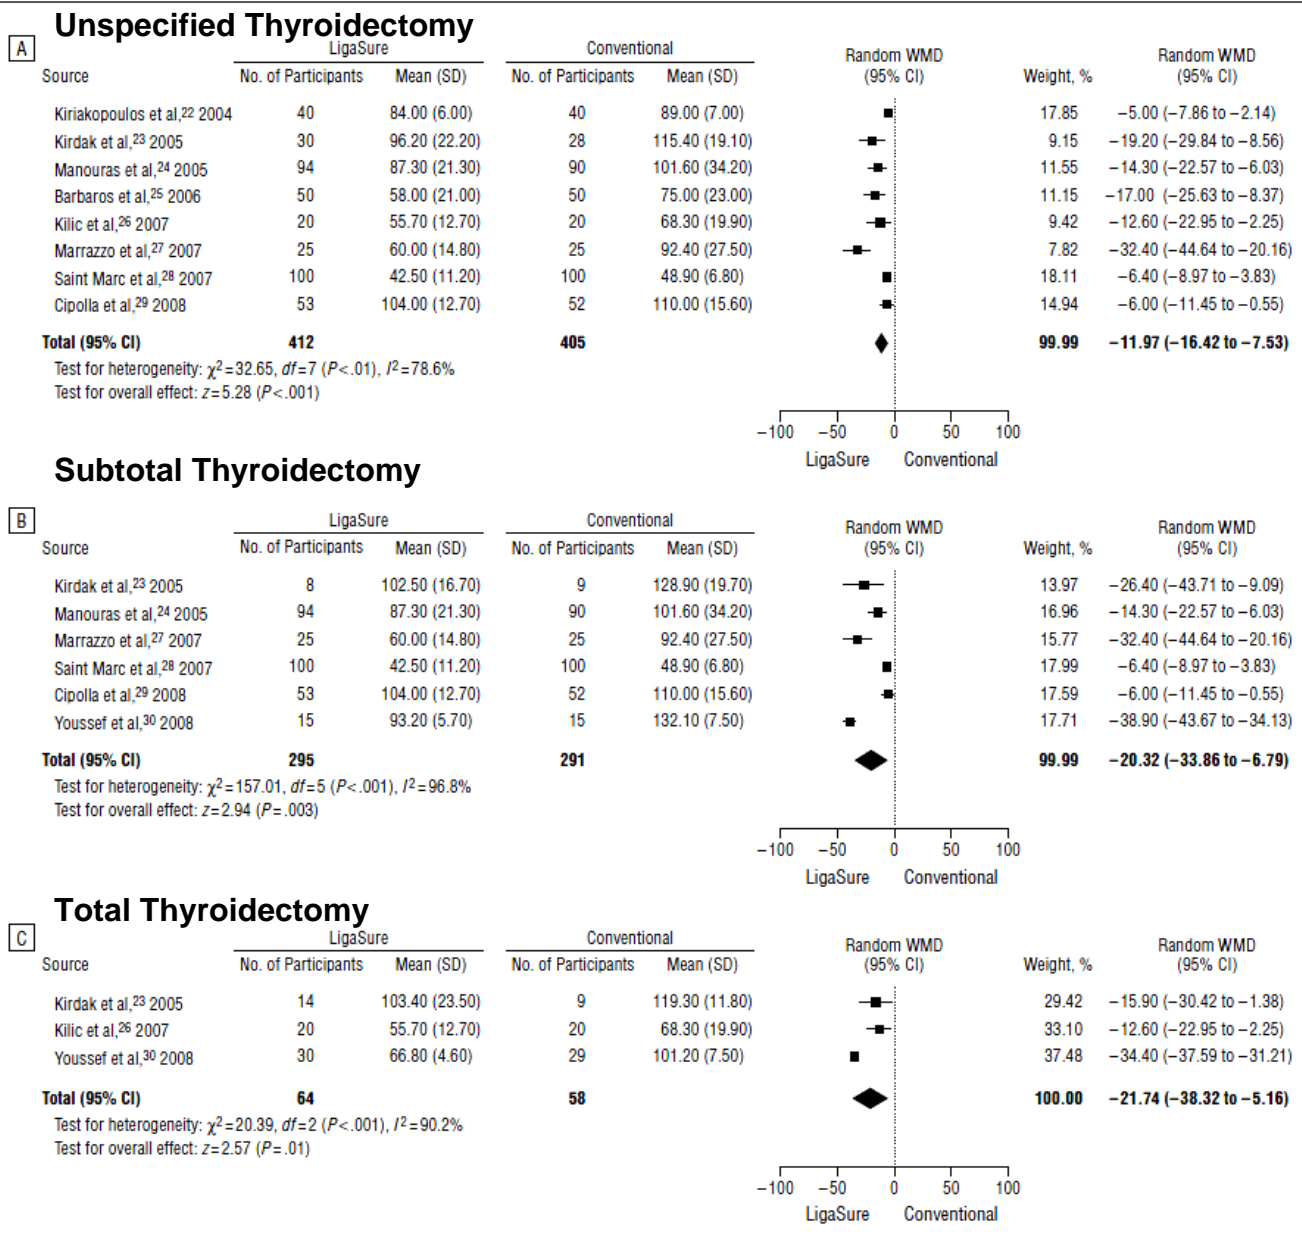 Unspecified Thyroidectomy
A
LigaSure Conventional Random WMD Random WMD
Source No. of Participants Mean (SD) No. of Participants Mean (SD) (95% CI) Weight, % (95% CI)
Kiriakopoulos et al,22 2004 40 84.00 (6.00) 40 89.00 (7.00) 17.85 −5.00 (−7.86 to −2.14)
Kirdak et al,23 2005 30 96.20 (22.20) 28 115.40 (19.10) 9.15 −19.20 (−29.84 to −8.56)
Manouras et al,24 2005 94 87.30 (21.30) 90 101.60 (34.20) 11.55 −14.30 (−22.57 to −6.03)
Barbaros et al,25 2006 50 58.00 (21.00) 50 75.00 (23.00) 11.15 −17.00 (−25.63 to −8.37)
Kilic et al,26 2007 20 55.70 (12.70) 20 68.30 (19.90) 9.42 −12.60 (−22.95 to −2.25)
Marrazzo et al,27 2007 25 60.00 (14.80) 25 92.40 (27.50) 7.82 −32.40 (−44.64 to −20.16)
Saint Marc et al,28 2007 100 42.50 (11.20) 100 48.90 (6.80) 18.11 −6.40 (−8.97 to −3.83)
Cipolla et al,29 2008 53 104.00 (12.70) 52 110.00 (15.60) 14.94 −6.00 (−11.45 to −0.55)
Total (95% CI) 412 405 99.99 −11.97 (−16.42 to −7.53)
Test for heterogeneity: χ2=32.65, df=7 (P<.01), I2=78.6%
Test for overall effect: z=5.28 (P<.001)
−100 −50 0 50 100
LigaSure Conventional
Subtotal Thyroidectomy
B
LigaSure Conventional Random WMD Random WMD
Source No. of Participants Mean (SD) No. of Participants Mean (SD) (95% CI) Weight, % (95% CI)
Kirdak et al,23 2005 8 102.50 (16.70) 9 128.90 (19.70) 13.97 −26.40 (−43.71 to −9.09)
Manouras et al,24 2005 94 87.30 (21.30) 90 101.60 (34.20) 16.96 −14.30 (−22.57 to −6.03)
Marrazzo et al,27 2007 25 60.00 (14.80) 25 92.40 (27.50) 15.77 −32.40 (−44.64 to −20.16)
Saint Marc et al,28 2007 100 42.50 (11.20) 100 48.90 (6.80) 17.99 −6.40 (−8.97 to −3.83)
Cipolla et al,29 2008 53 104.00 (12.70) 52 110.00 (15.60) 17.59 −6.00 (−11.45 to −0.55)
Youssef et al,30 2008 15 93.20 (5.70) 15 132.10 (7.50) 17.71 −38.90 (−43.67 to −34.13)
Total (95% CI) 295 291 99.99 −20.32 (−33.86 to −6.79)
Test for heterogeneity: χ2=157.01, df=5 (P<.001), I2=96.8%
Test for overall effect: z=2.94 (P=.003)
−100 −50 0 50 100
LigaSure Conventional
Total Thyroidectomy
C
LigaSure Conventional Random WMD Random WMD
Source No. of Participants Mean (SD) No. of Participants Mean (SD) (95% CI) Weight, % (95% CI)
Kirdak et al,23 2005 14 103.40 (23.50) 9 119.30 (11.80) 29.42 −15.90 (−30.42 to −1.38)
Kilic et al,26 2007 20 55.70 (12.70) 20 68.30 (19.90) 33.10 −12.60 (−22.95 to −2.25)
Youssef et al,30 2008 30 66.80 (4.60) 29 101.20 (7.50) 37.48 −34.40 (−37.59 to −31.21)
Total (95% CI) 64 58 100.00 −21.74 (−38.32 to −5.16)
Test for heterogeneity: χ2=20.39, df=2 (P<.001), I2=90.2%
Test for overall effect: z=2.57 (P=.01)
−100 −50 0 50 100
LigaSure Conventional